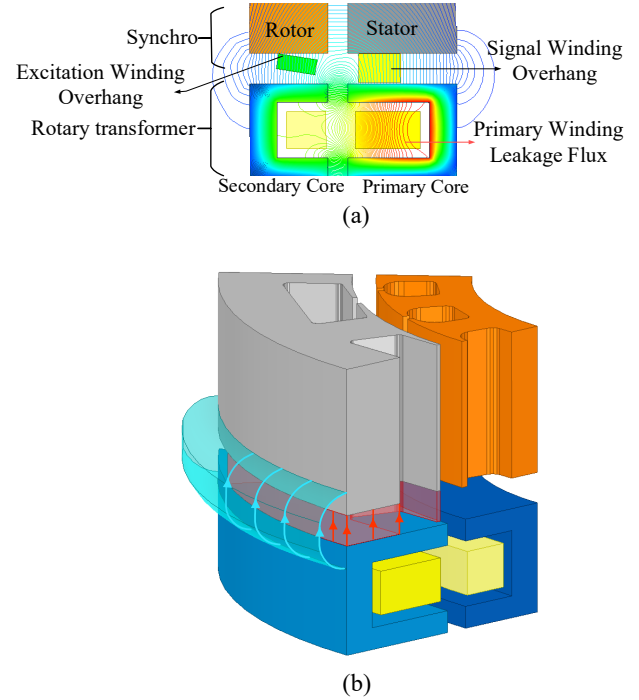 Rotor
Stator
Synchro
Signal Winding
Overhang
Excitation Winding
Overhang
Rotary transformer
Primary Winding
Leakage Flux
Secondary Core
Primary Core
(a)
(b)